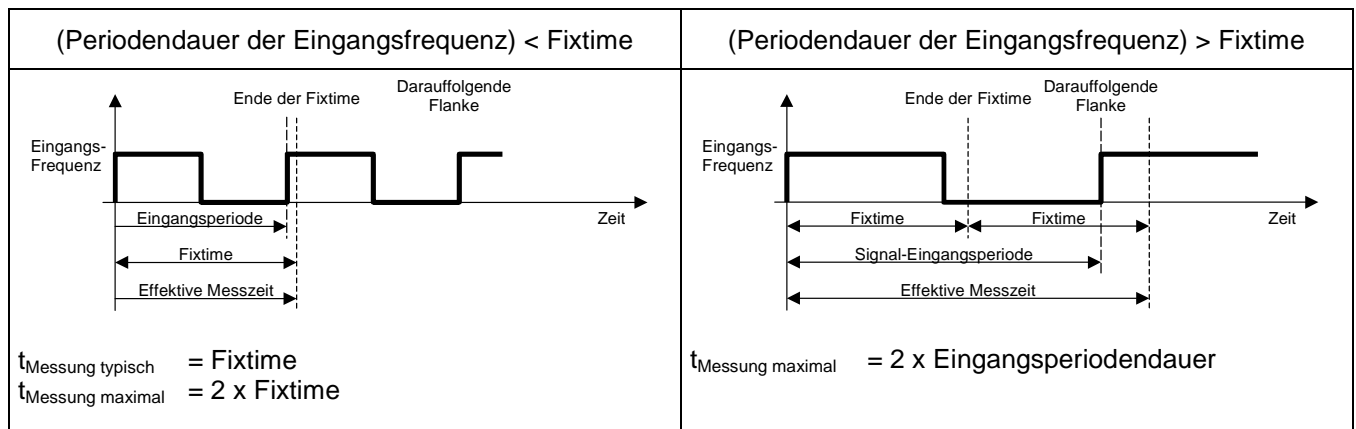 (Periodendauer der Eingangsfrequenz) < Fixtime
Ende der Fixtime
Darauffolgende
Flanke
Eingangs-
Frequenz
Eingangsperiode
Zeit
Fixtime
Effektive Messzeit
tMessung typisch = Fixtime
tMessung maximal = 2 x Fixtime
(Periodendauer der Eingangsfrequenz) > Fixtime
Ende der Fixtime
Darauffolgende
Flanke
Eingangs-
Frequenz
Fixtime
Fixtime
Zeit
Signal-Eingangsperiode
Effektive Messzeit
tMessung maximal = 2 x Eingangsperiodendauer